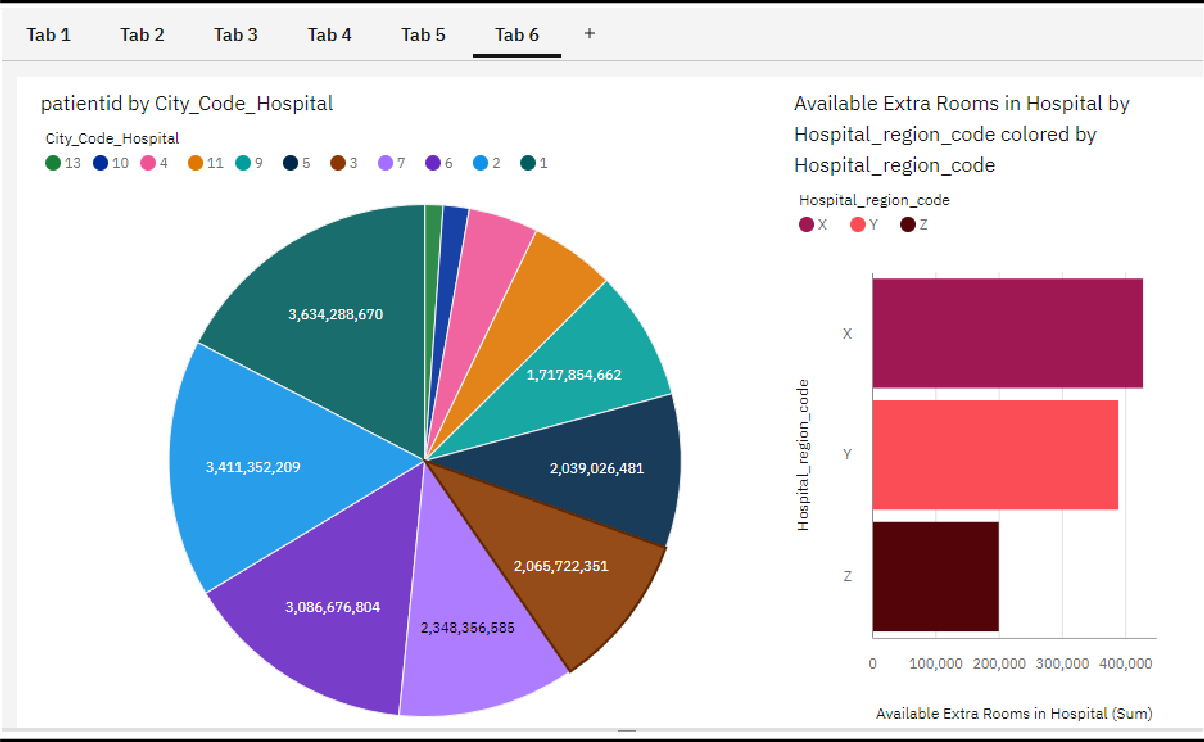 Tab 1 Tab 2 Tab 3 Tab 4 Tab 5 Tab 6 +
patientid by City_Code_Hospital
City_Code_Hospital
13 10 4 11 9 5 3 7 6 2 1
3,634,288,670
1,717,854,662
3,411,352,209
2,039,026,481
2,065,722,351
3,086,676,804
2,348,356,585
Available Extra Rooms in Hospital by
Hospital_region_code colored by
Hospital_region_code
Hospital_region_code
X Y Z
Hospital_region_code
X
Y
Z
0 100,000 200,000 300,000 400,000
Available Extra Rooms in Hospital (Sum)